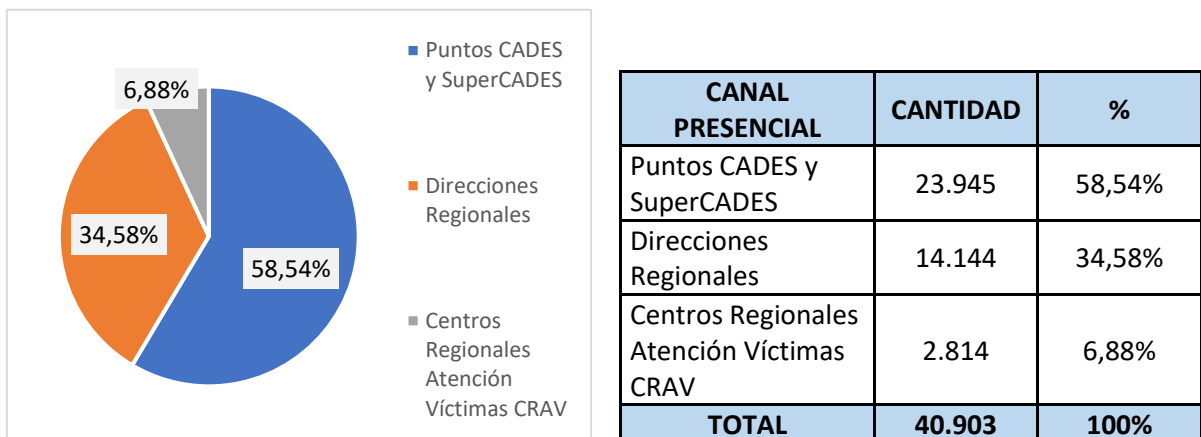 Puntos CADES
y SuperCADES
6,88%
Direcciones
Regionales
34,58%
58,54%
Centros
Regionales
Atención
Víctimas CRAV
CANAL
PRESENCIAL
CANTIDAD
%
Puntos CADES y
SuperCADES
23.945
58,54%
Direcciones
Regionales
14.144
34,58%
Centros Regionales
Atención Víctimas
CRAV
2.814
6,88%
TOTAL
40.903
100%